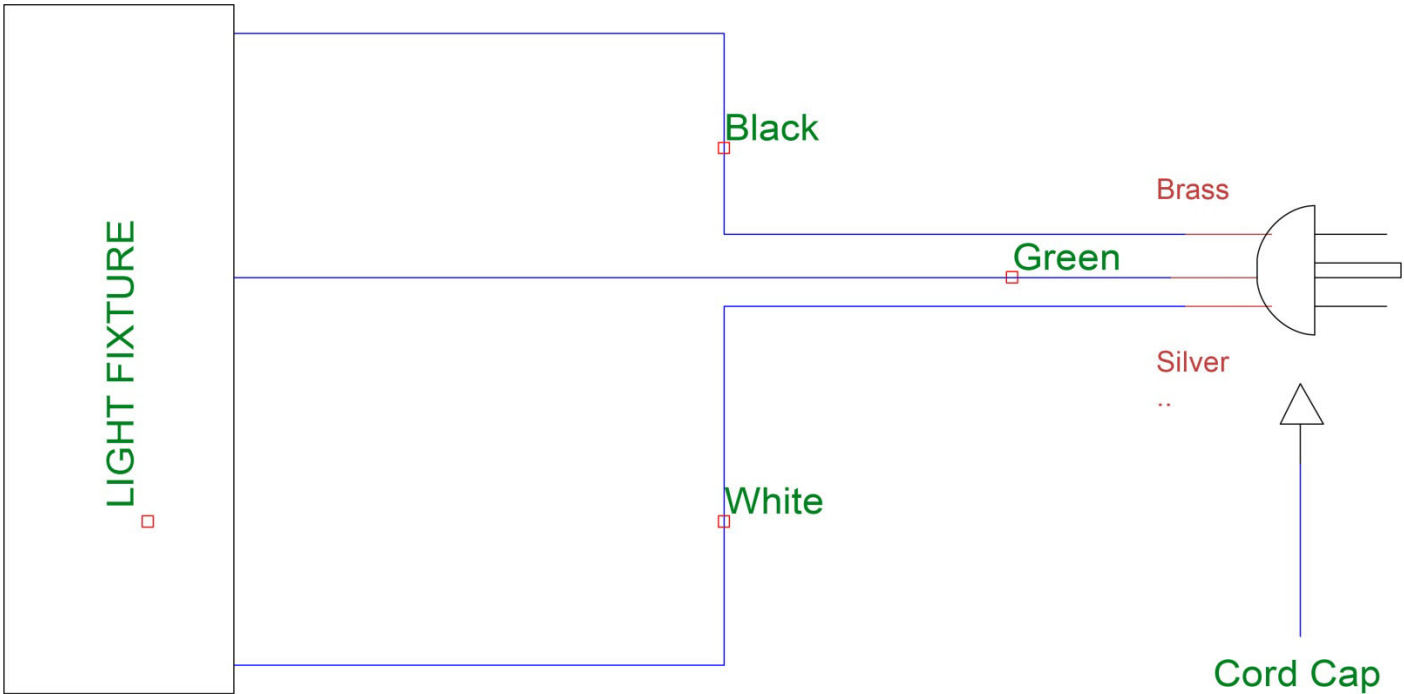 Black
Brass
Green
LIGHT FIXTURE
Silver
..
White
Cord Cap